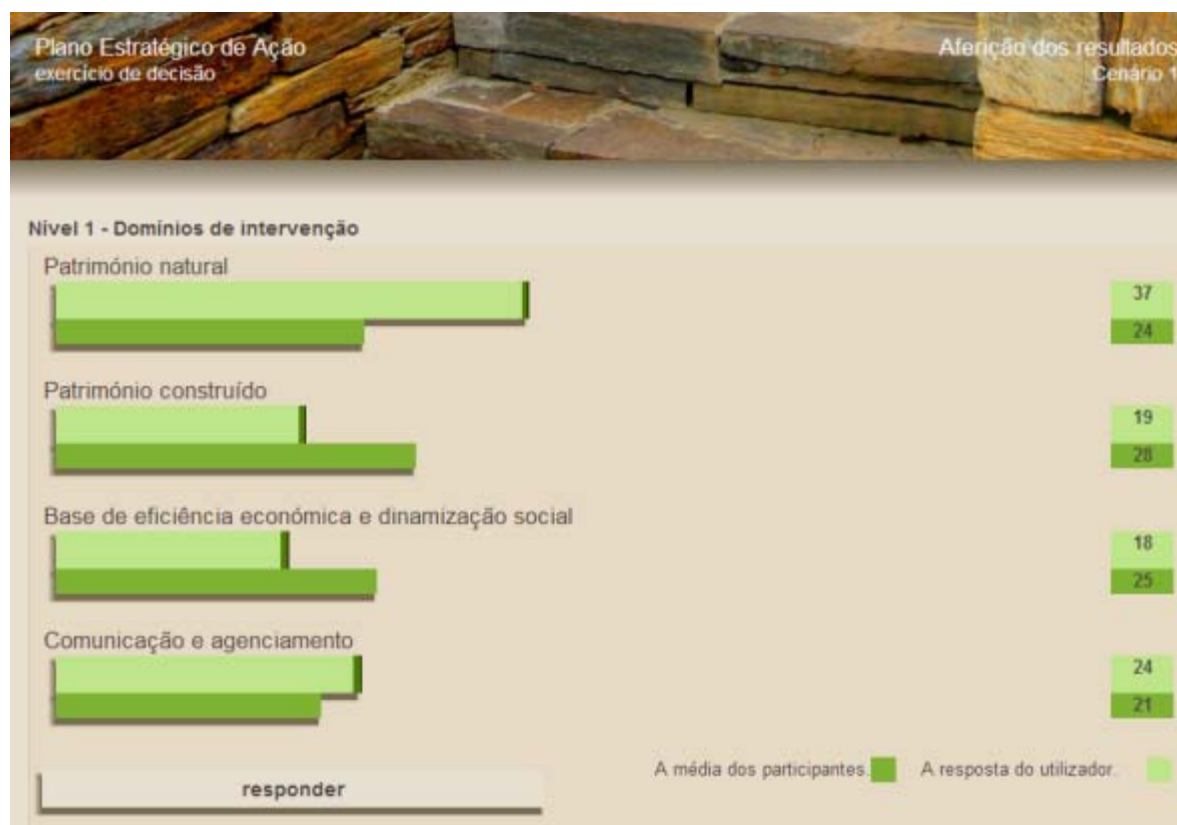 Plano Estratégico de Ação
exercício de decisão
Aferição dos resultados
Cenário 1
Nível 1 - Domínios de intervenção
Património natural
37
24
Património construído
19
28
Base de eficiência económica e dinamização social
18
25
Comunicação e agenciamento
24
21
A média dos participantes. A resposta do utilizador.
responder